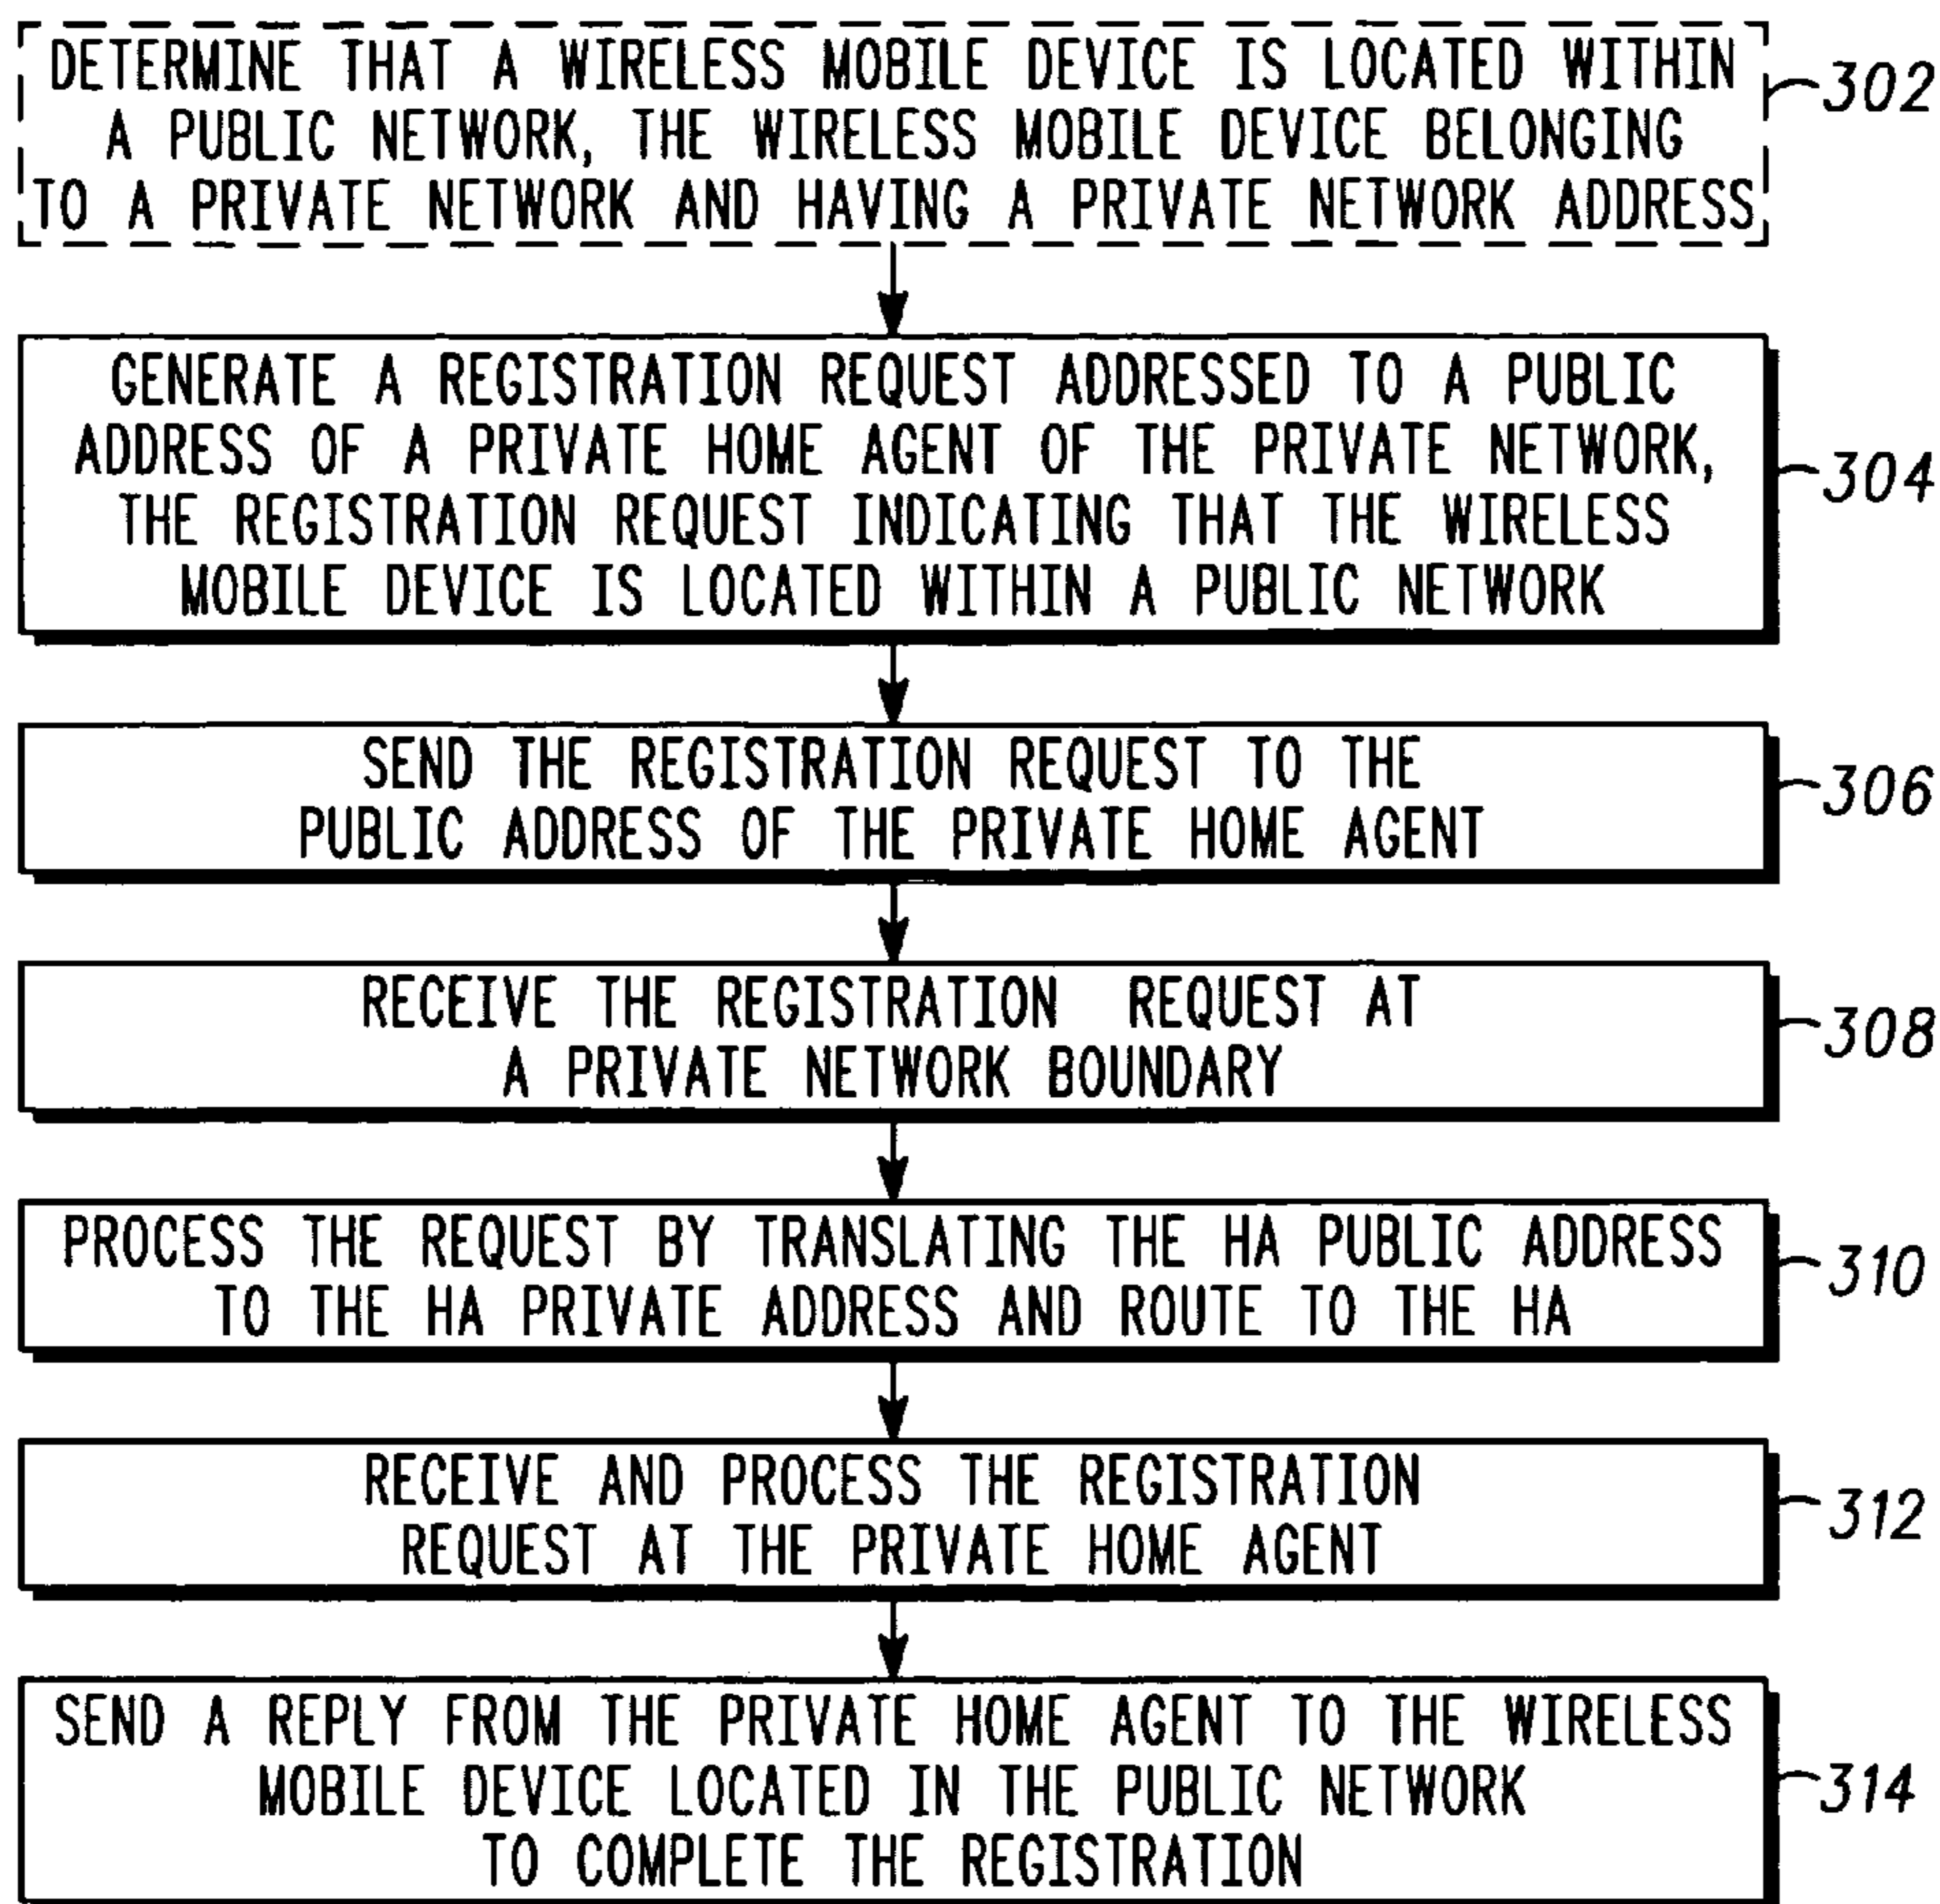 DETERMINE THAT A WIRELESS MOBILE DEVICE IS LOCATED WITHIN
A PUBLIC NETWORK, THE WIRELESS MOBILE DEVICE BELONGING
TO A PRIVATE NETWORK AND HAVING A PRIVATE NETWORK ADDRESS
302
GENERATE A REGISTRATION REQUEST ADDRESSED TO A PUBLIC
ADDRESS OF A PRIVATE HOME AGENT OF THE PRIVATE NETWORK,
THE REGISTRATION REQUEST INDICATING THAT THE WIRELESS
MOBILE DEVICE IS LOCATED WITHIN A PUBLIC NETWORK
304
SEND THE REGISTRATION REQUEST TO THE
PUBLIC ADDRESS OF THE PRIVATE HOME AGENT
306
RECEIVE THE REGISTRATION REQUEST AT
A PRIVATE NETWORK BOUNDARY
308
PROCESS THE REQUEST BY TRANSLATING THE HA PUBLIC ADDRESS
TO THE HA PRIVATE ADDRESS AND ROUTE TO THE HA
310
RECEIVE AND PROCESS THE REGISTRATION
REQUEST AT THE PRIVATE HOME AGENT
312
SEND A REPLY FROM THE PRIVATE HOME AGENT TO THE WIRELESS
MOBILE DEVICE LOCATED IN THE PUBLIC NETWORK
TO COMPLETE THE REGISTRATION
314